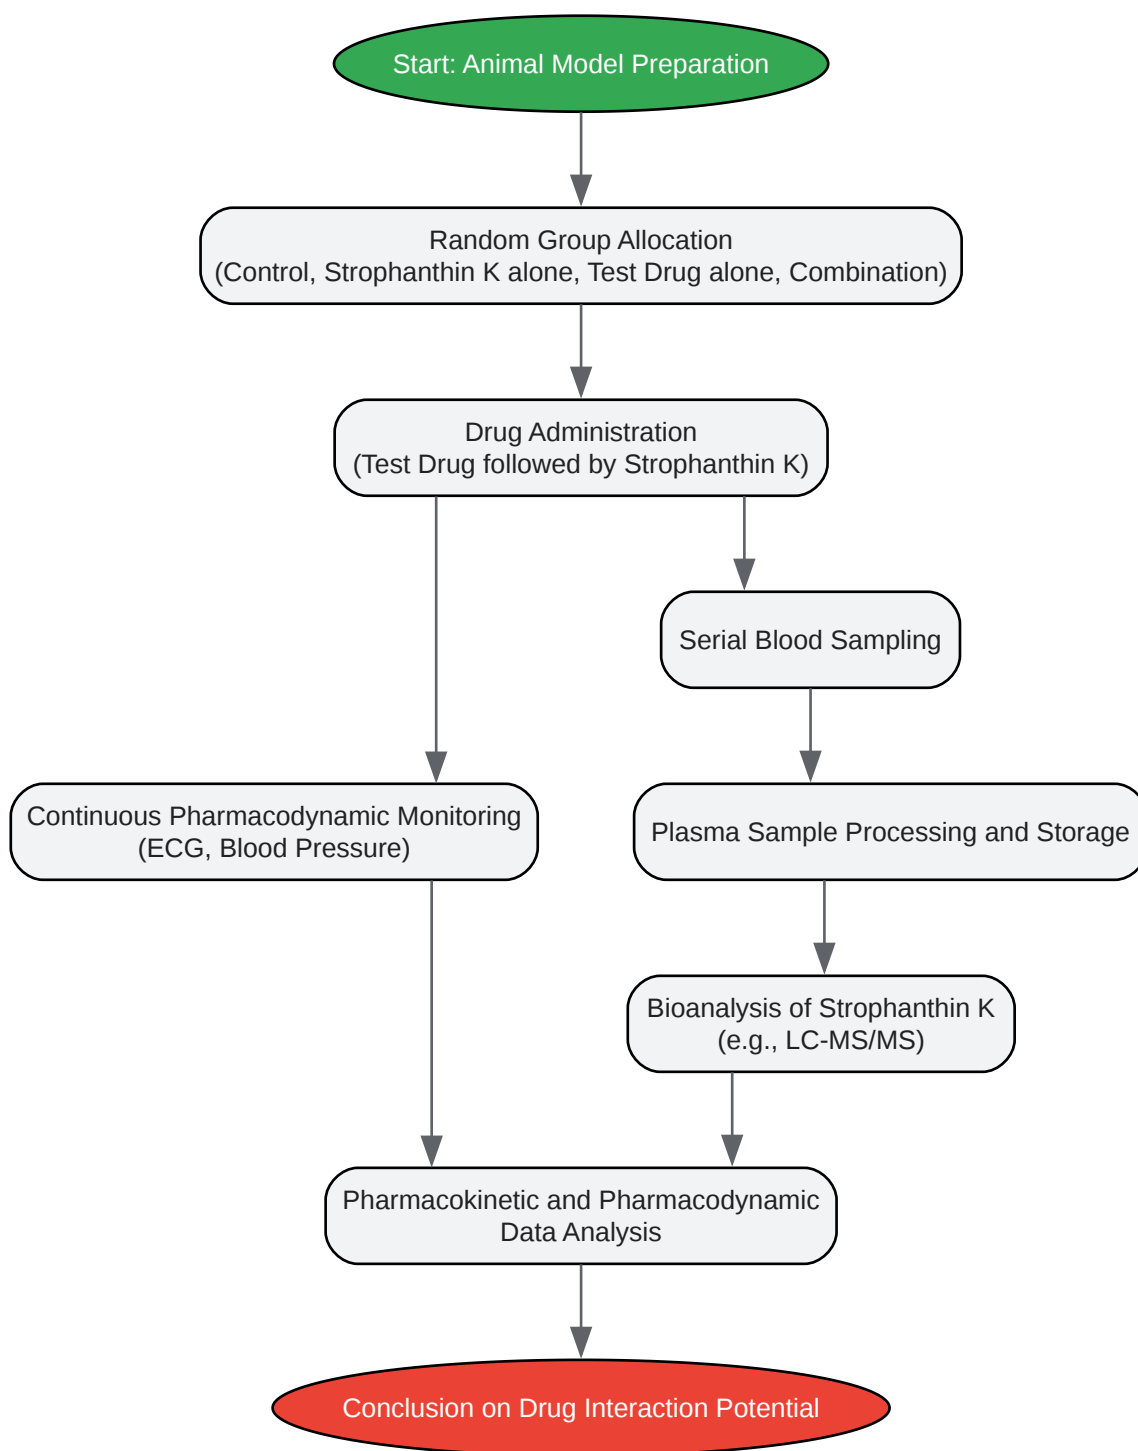 Start: Animal Model Preparation
Random Group Allocation
(Control, Strophanthin K alone, Test Drug alone, Combination)
Drug Administration
(Test Drug followed by Strophanthin K)
Serial Blood Sampling
Continuous Pharmacodynamic Monitoring
(ECG, Blood Pressure)
Plasma Sample Processing and Storage
Bioanalysis of Strophanthin K
(e.g., LC-MS/MS)
Pharmacokinetic and Pharmacodynamic
Data Analysis
Conclusion on Drug Interaction Potential